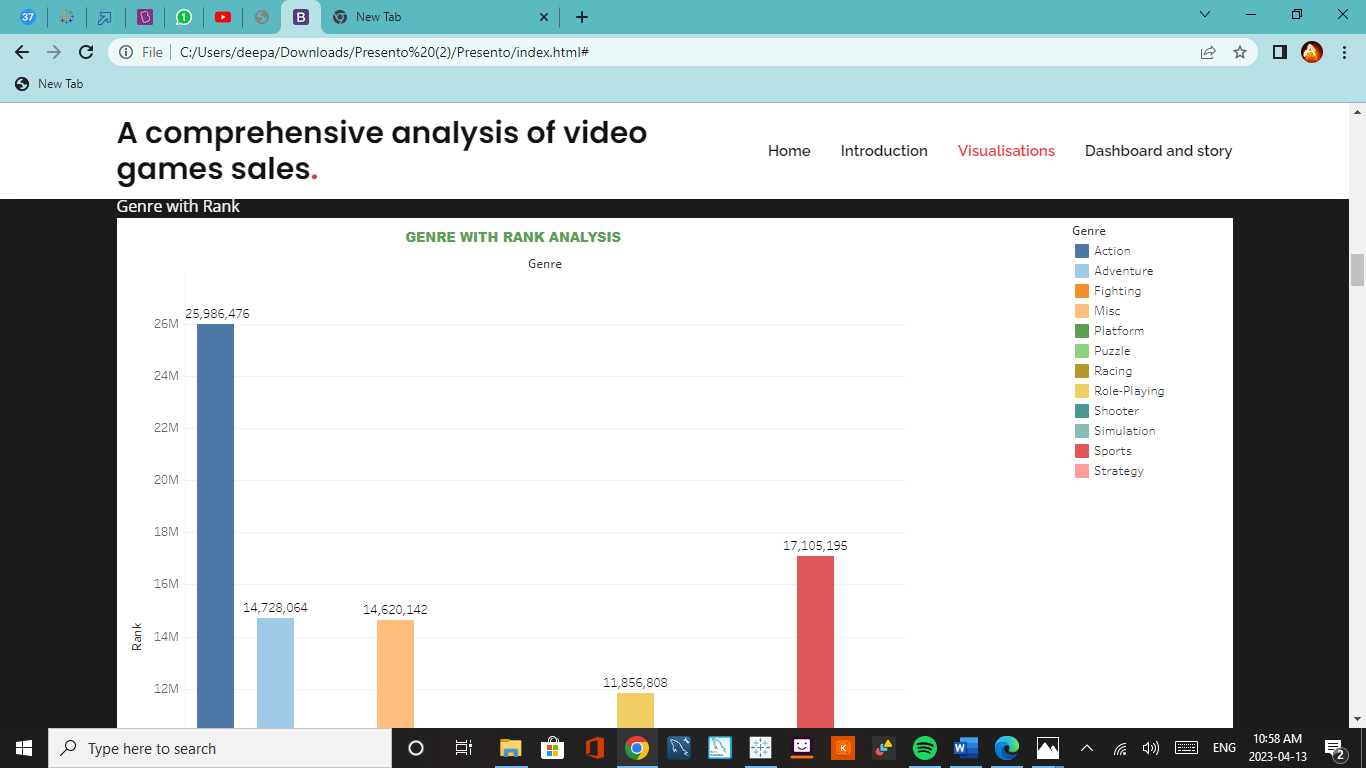 37
1
B
New Tab
File
C:/Users/deepa/Downloads/Presento%20(2)/Presento/index.html#
New Tab
A comprehensive analysis of video
games sales.
Home Introduction Visualisations Dashboard and story
Genre with Rank
GENRE WITH RANK ANALYSIS
Genre
Genre
Action
Adventure
Fighting
Misc
Platform
Puzzle
Racing
Role-Playing
Shooter
Simulation
Sports
Strategy
25,986,476
26M
24M
22M
20M
18M
17,105,195
16M
14,728,064
14,620,142
14M
Rank
12M
11,856,808
Type here to search
K
W
ENG
10:58 AM
2023-04-13
2